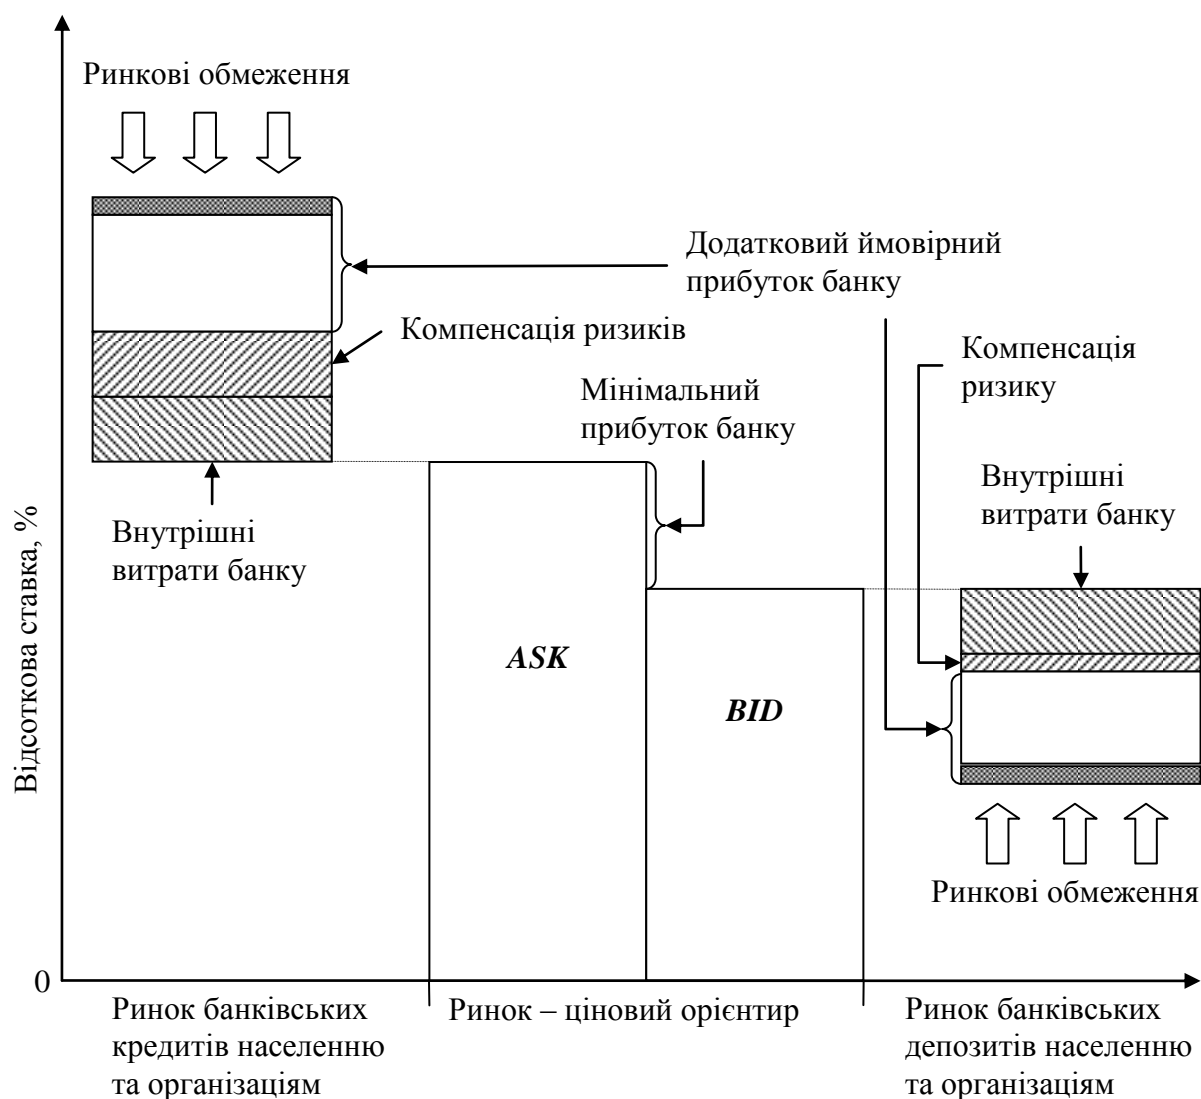 Ринкові обмеження
Додатковий ймовірний
прибуток банку
Компенсація ризиків
Компенсація
ризику
Мінімальний
прибуток банку
Внутрішні
витрати банку
Внутрішні
витрати банку
Відсоткова ставка, %
ASK
BID
Ринкові обмеження
0
Ринок банківських
кредитів населенню
та організаціям
Ринок – ціновий орієнтир
Ринок банківських
депозитів населенню
та організаціям